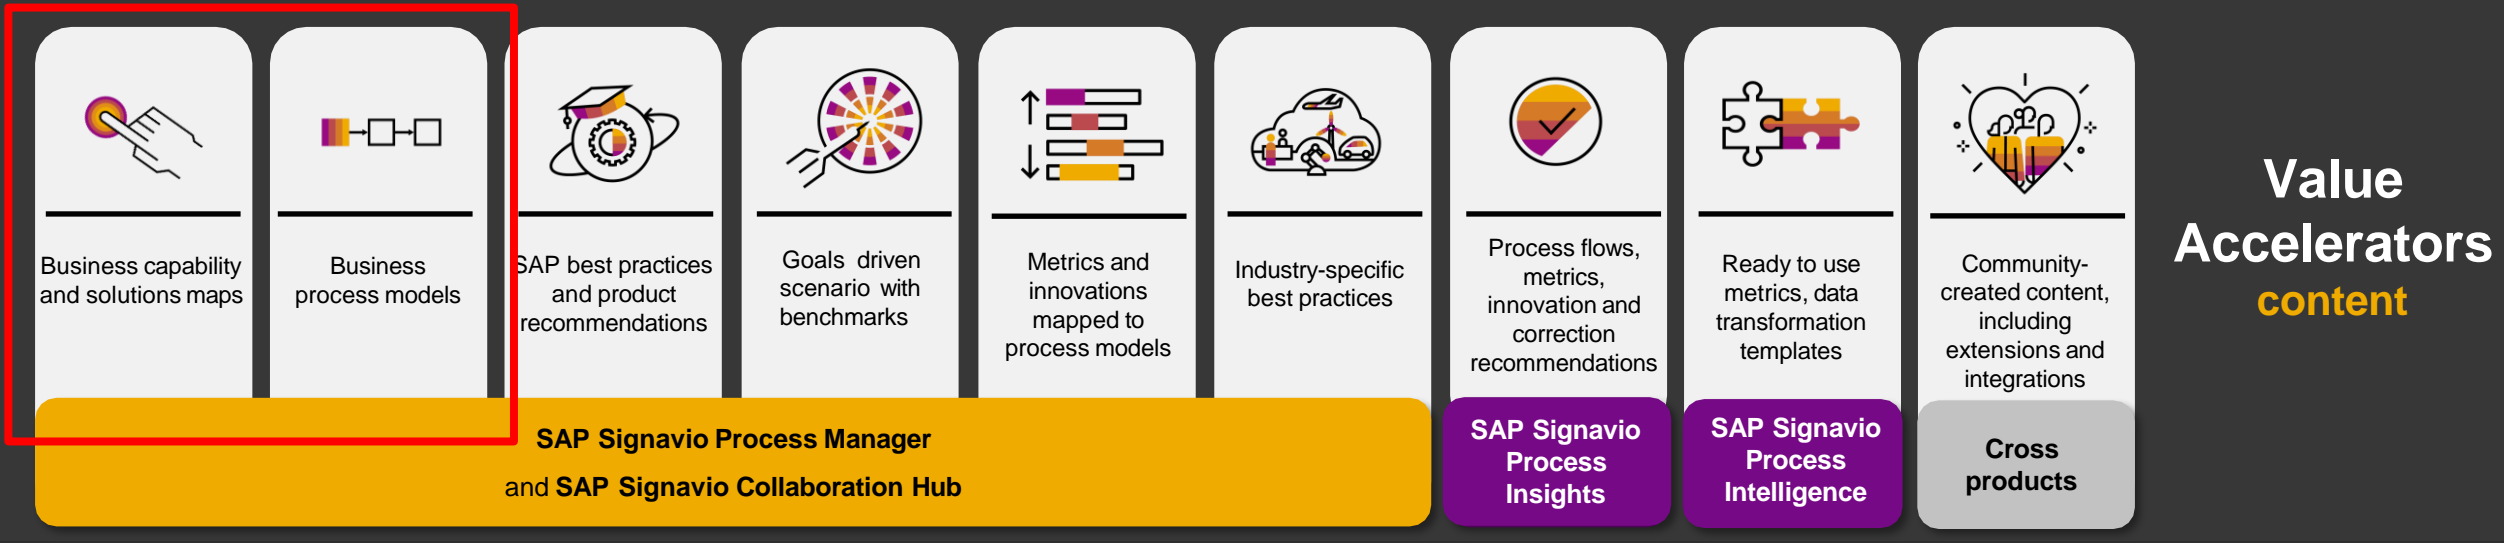 Business capability
and solutions maps
Business
process models
SAP best practices
and product
recommendations
Goals driven
scenario with
benchmarks
Metrics and
innovations
mapped to
process models
Industry-specific
best practices
Process flows,
metrics,
innovation and
correction
recommendations
Ready to use
metrics, data
transformation
templates
Community-
created content,
including
extensions and
integrations
SAP Signavio Process Manager
and SAP Signavio Collaboration Hub
SAP Signavio
Process
Insights
SAP Signavio
Process
Intelligence
Cross
products
Value
Accelerators
content